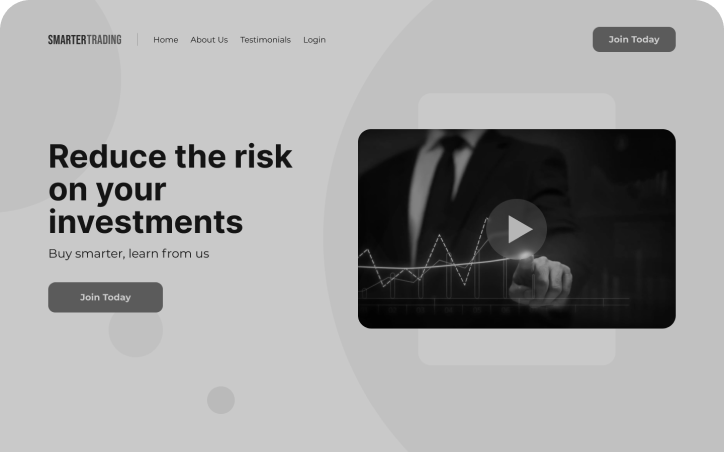 SMARTERTRADING
Home
About Us
Testimonials
Login
Join Today
Reduce the risk
on your
investments
Buy smarter, learn from us
Join Today